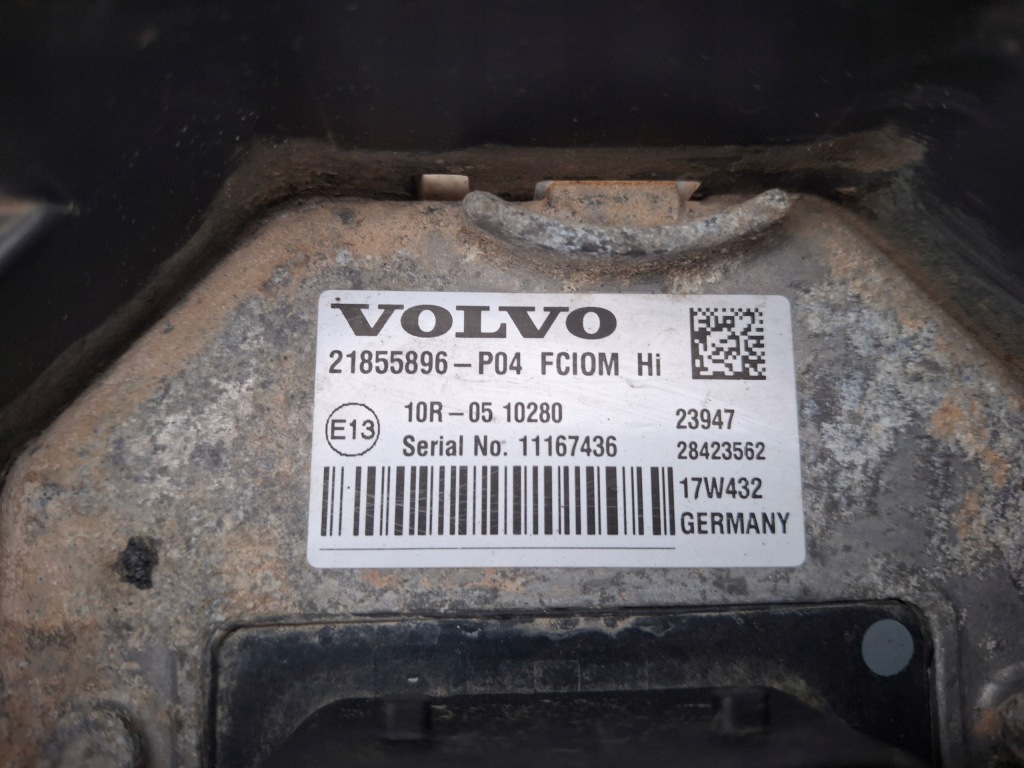 VOLVO
21855896-P04 FCIOM Hi
E13
10R-05 10280
23947
Serial No. 11167436
28423562
17W432
GERMANY